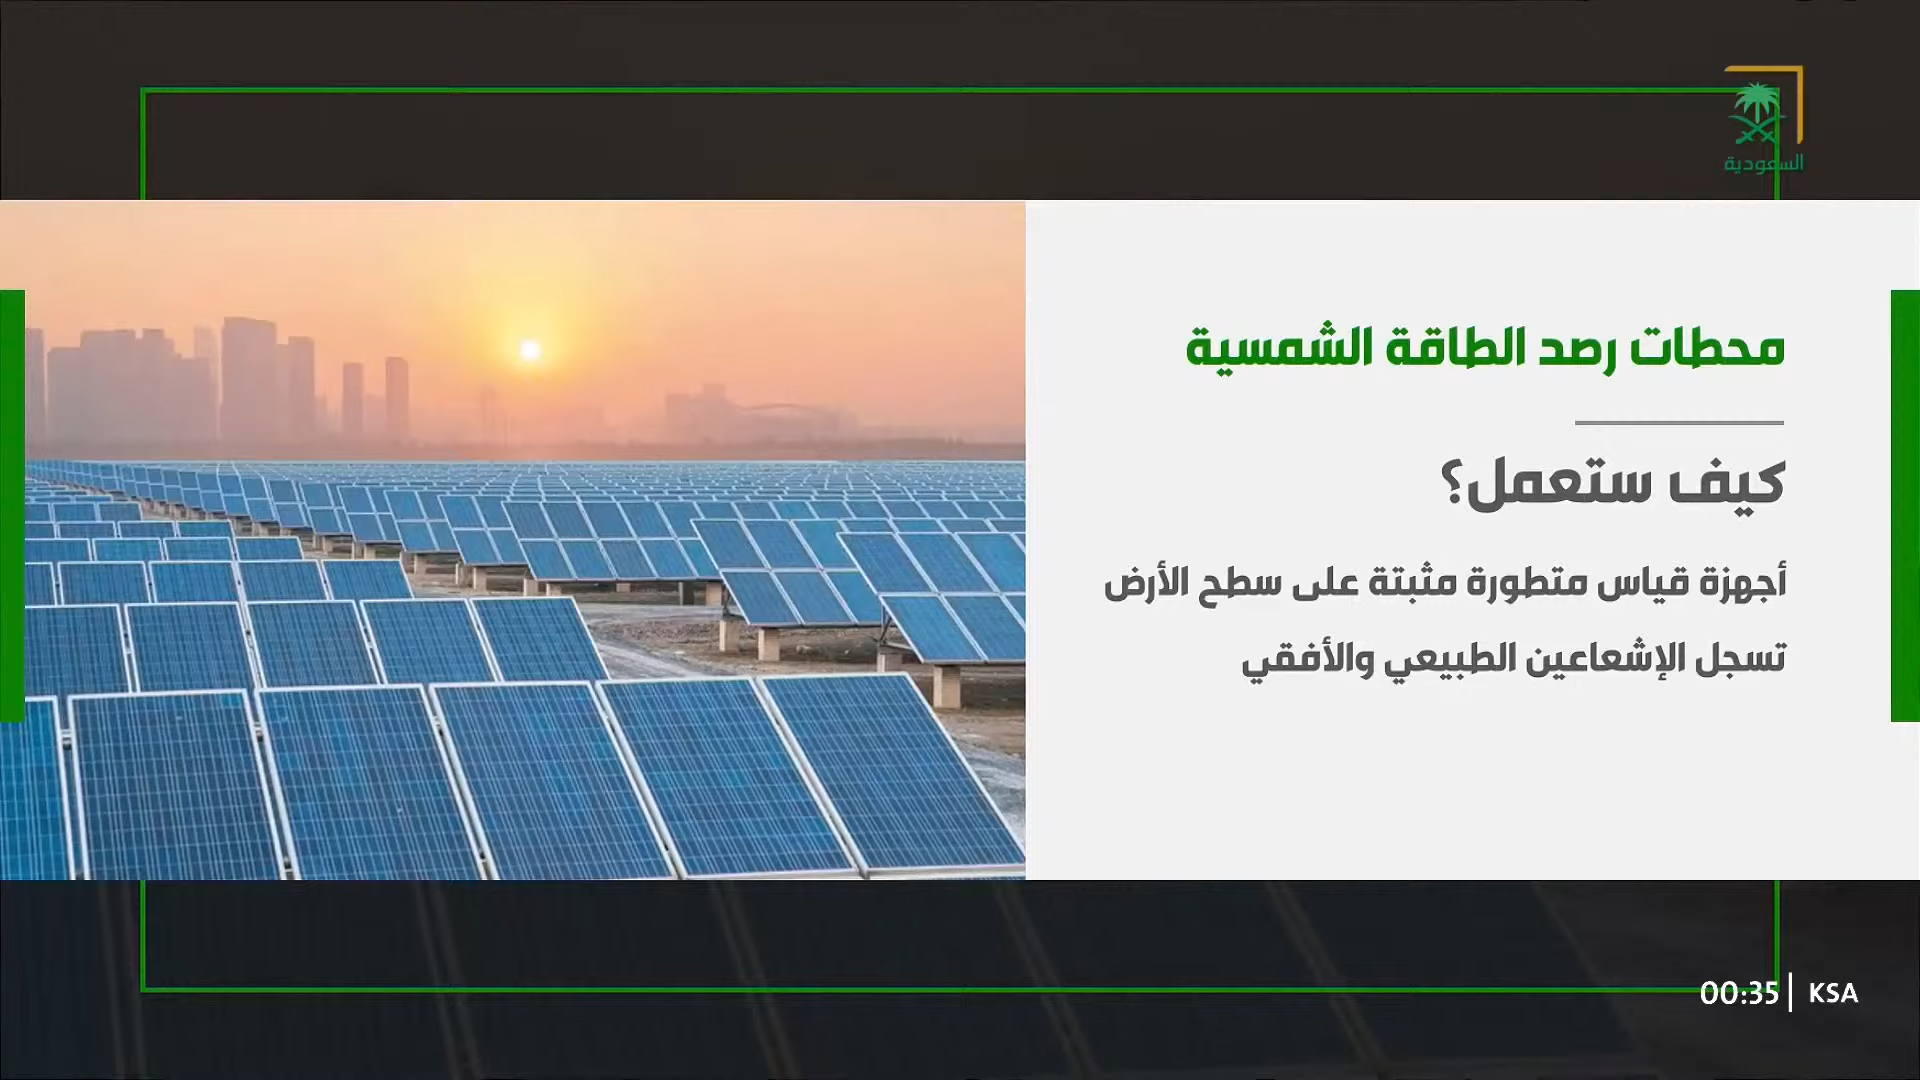 السعودية
محطات رصد الطاقة الشمسية
كيف ستعمل؟
أجهزة قياس متطورة مثبتة على سطح الأرض
تسجل الإشعاعين الطبيعي والأفقي
00:35 | KSA